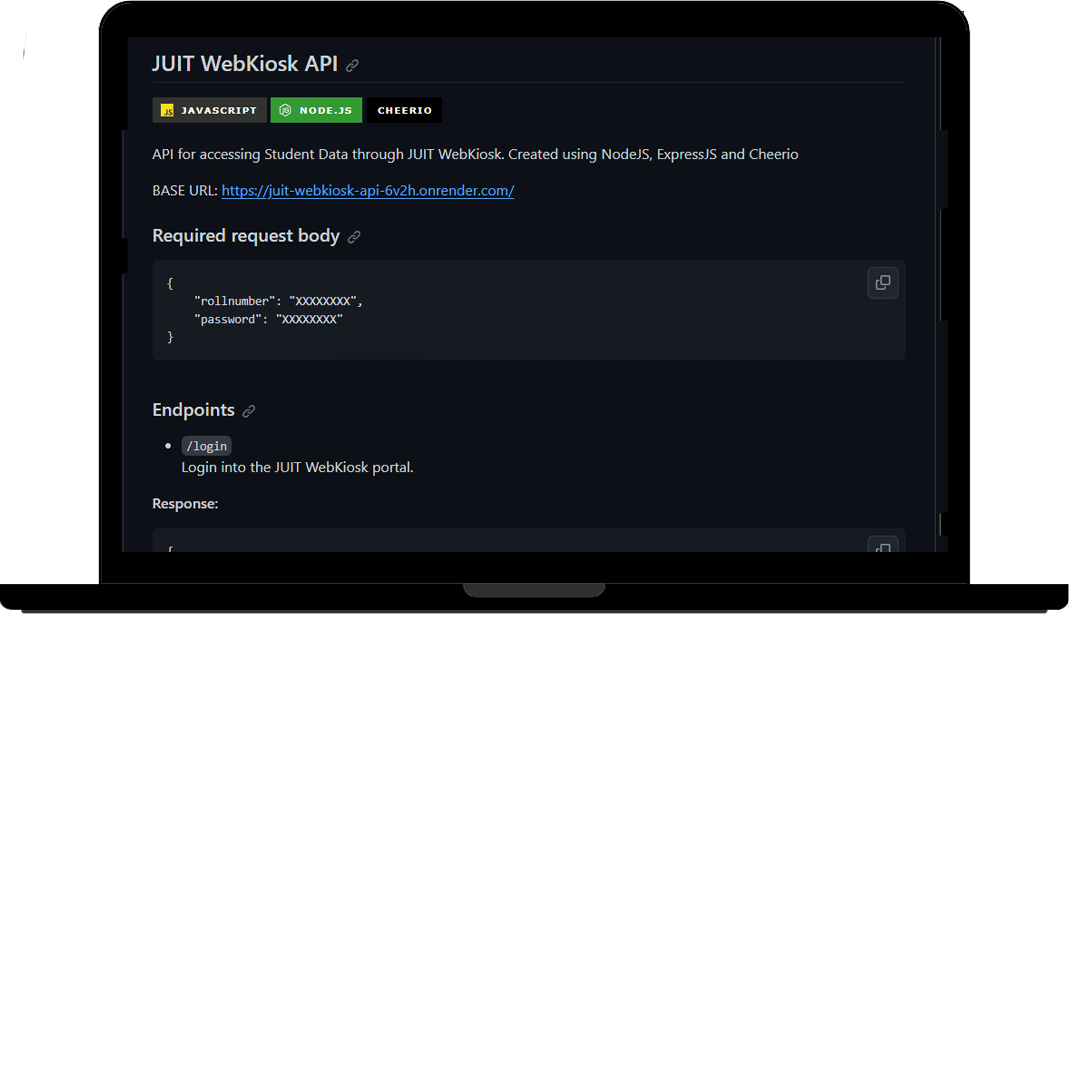 JUIT WebKiosk API
JS JAVASCRIPT NODE.JS CHEERIO
API for accessing Student Data through JUIT WebKiosk. Created using NodeJS, ExpressJS and Cheerio
BASE URL: https://juit-webkiosk-api-6v2h.onrender.com/
Required request body
{
"rollnumber": "XXXXXXXX",
"password": "XXXXXXXX"
}
Endpoints
• /login
Login into the JUIT WebKiosk portal.
Response:
{